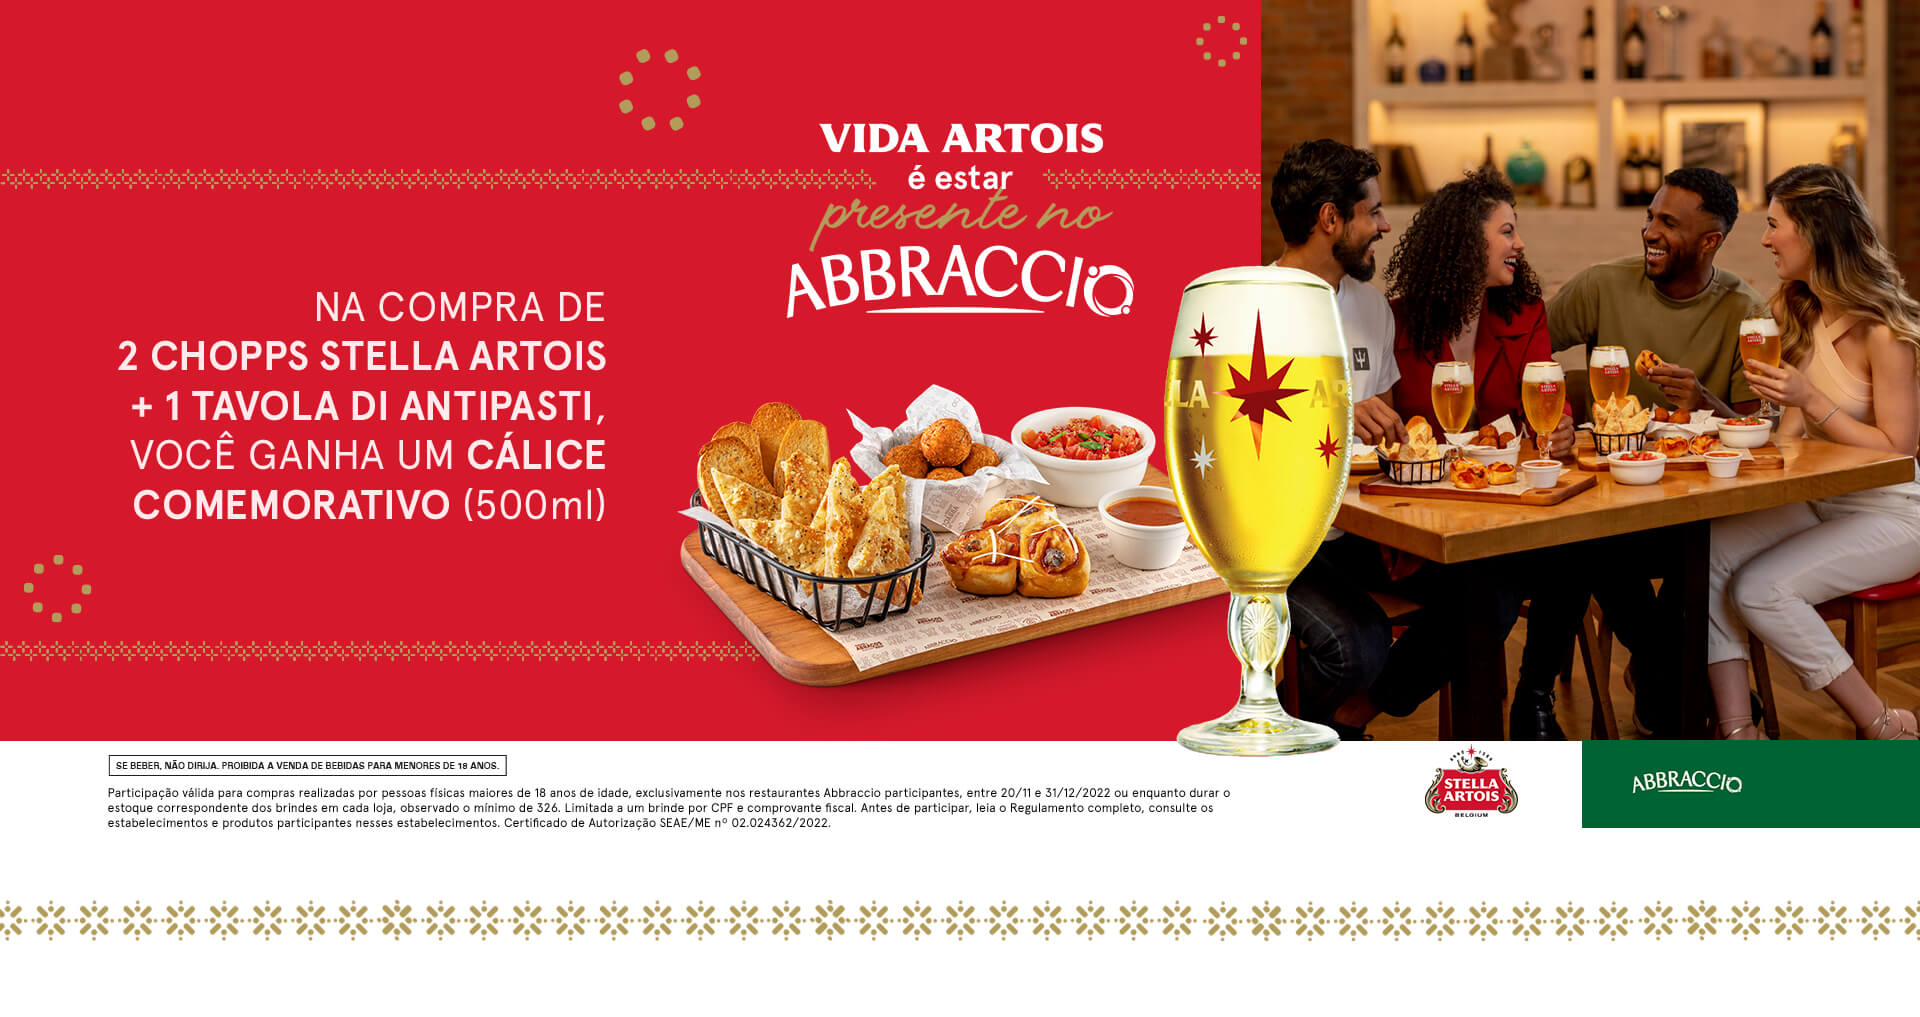 VIDA ARTOIS
é estar
presente no
ABBRACCIO
NA COMPRA DE
2 CHOPPS STELLA ARTOIS
+ 1 TAVOLA DI ANTIPASTI,
VOCÊ GANHA UM CÁLICE
COMEMORATIVO (500ml)
LA AR
SE BEBER, NÃO DIRIJA. PROIBIDA A VENDA DE BEBIDAS PARA MENORES DE 18 ANOS.
Participação válida para compras realizadas por pessoas físicas maiores de 18 anos de idade, exclusivamente nos restaurantes Abbraccio participantes, entre 20/11 e 31/12/2022 ou enquanto durar o
estoque correspondente dos brindes em cada loja, observado o mínimo de 326. Limitada a um brinde por CPF e comprovante fiscal. Antes de participar, leia o Regulamento completo, consulte os
estabelecimentos e produtos participantes nesses estabelecimentos. Certificado de Autorização SEAE/ME nº 02.024362/2022.
STELLA
ARTOIS
BELGIUM
ABBRACCIO